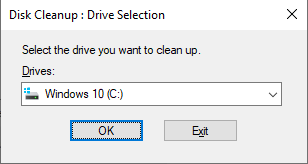 Disk Cleanup : Drive Selection
Select the drive you want to clean up.
Drives:
Windows 10 (C:)
OK
Exit